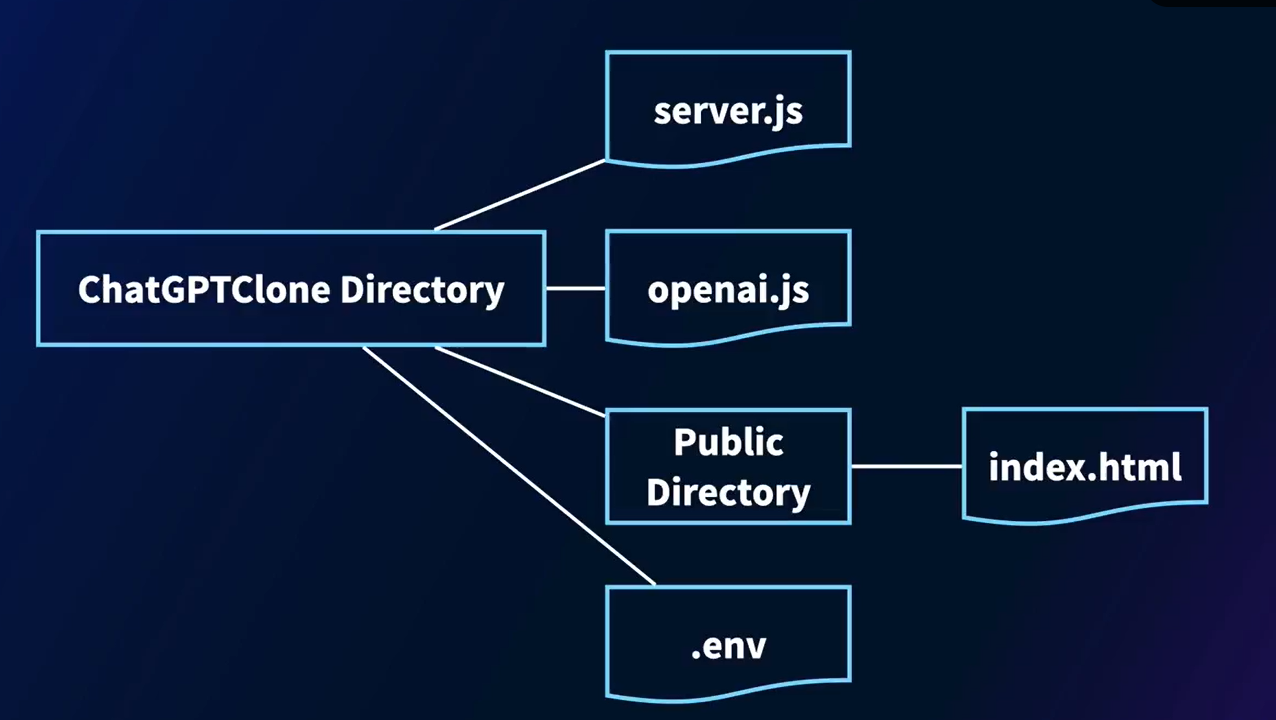 server.js
ChatGPTClone Directory
openai.js
Public
Directory
index.html
.env